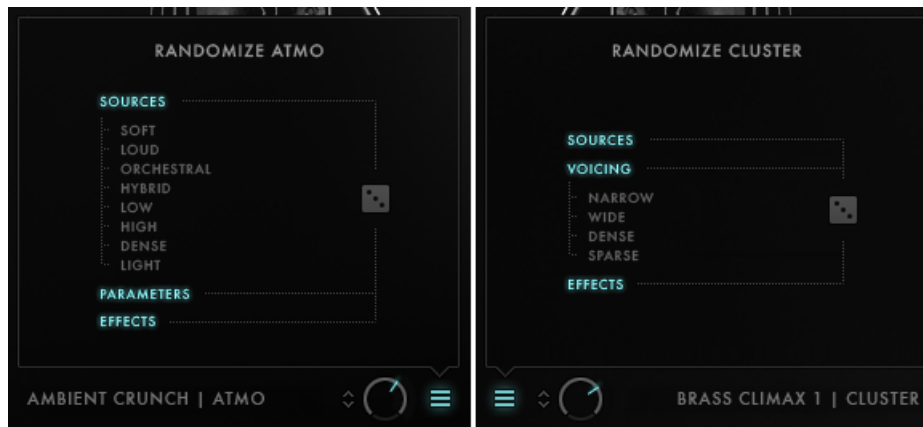 RANDOMIZE ATMO
SOURCES
SOFT
LOUD
ORCHESTRAL
HYBRID
LOW
HIGH
DENSE
LIGHT
PARAMETERS
EFFECTS
AMBIENT CRUNCH | ATMO
RANDOMIZE CLUSTER
SOURCES
VOICING
NARROW
WIDE
DENSE
SPARSE
EFFECTS
BRASS CLIMAX 1 | CLUSTER